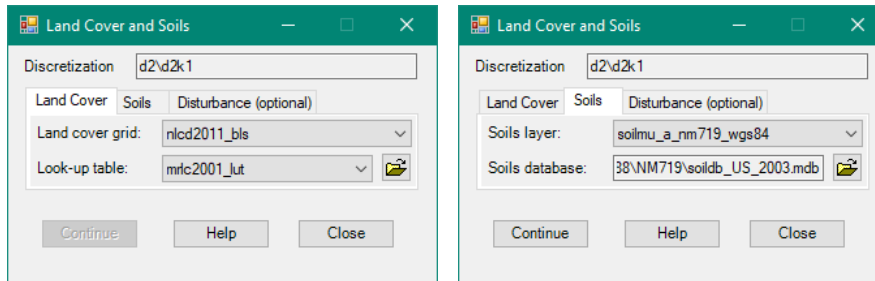 Land Cover and Soils
Discretization d2\d2k1
Land Cover Soils Disturbance (optional)
Land cover grid: nlcd2011_bls
Look-up table: mrlc2001_lut
Continue Help Close
Land Cover and Soils
Discretization d2\d2k1
Land Cover Soils Disturbance (optional)
Soils layer: soilmu_a_nm719_wgs84
Soils database: 38\NM719\soildb_US_2003.mdb
Continue Help Close